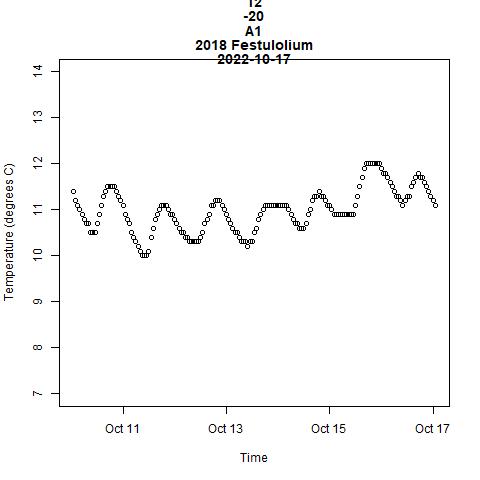 T2
-20
A1
2018 Festulolium
2022-10-17
14
13
12
11
10
9
8
7
Temperature (degrees C)
Oct 11
Oct 13
Oct 15
Oct 17
Time